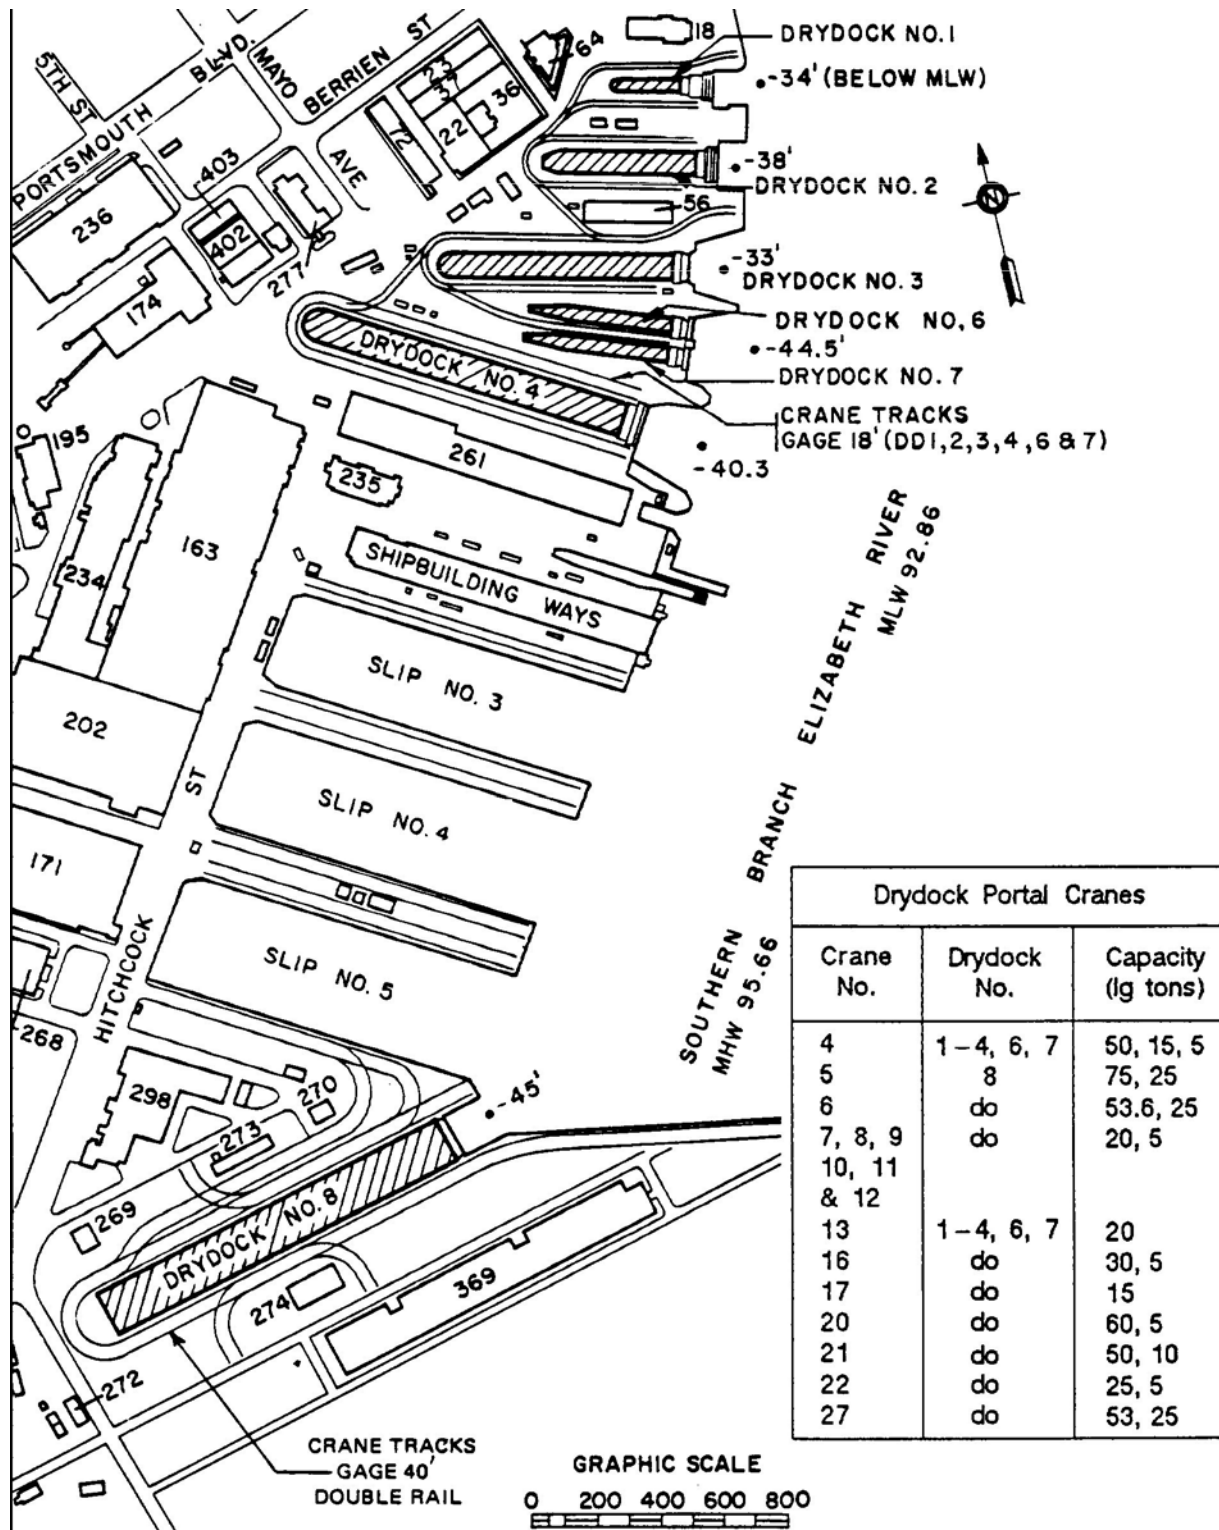 18
DRYDOCK NO. 1
64
-34' (BELOW MLW)
5TH ST
PORTSMOUTH BLVD.
MAYO AVE
BERRIEN ST
23
36
22
72
-38'
DRYDOCK NO. 2
56
403
236
402
277
174
-33'
DRYDOCK NO. 3
DRYDOCK NO, 6
-44.5'
DRYDOCK NO. 7
DRYDOCK NO. 4
CRANE TRACKS
GAGE 18' (DD1,2,3,4,6 & 7)
-40.3
N
195
261
235
163
234
SHIPBUILDING WAYS
SLIP NO. 3
202
SLIP NO. 4
171
SLIP NO. 5
HITCHCOCK ST
SOUTHERN BRANCH ELIZABETH RIVER
MHW 95.66 MLW 92.86
268
298
270
273
-45'
269
DRYDOCK NO. 8
274
369
272
CRANE TRACKS
GAGE 40'
DOUBLE RAIL
GRAPHIC SCALE
0 200 400 600 800
Drydock Portal Cranes
Crane No. Drydock No. Capacity (lg tons)
4 1-4, 6, 7 50, 15, 5
5 8 75, 25
6 do 53.6, 25
7, 8, 9 do 20, 5
10, 11
& 12
13 1-4, 6, 7 20
16 do 30, 5
17 do 15
20 do 60, 5
21 do 50, 10
22 do 25, 5
27 do 53, 25